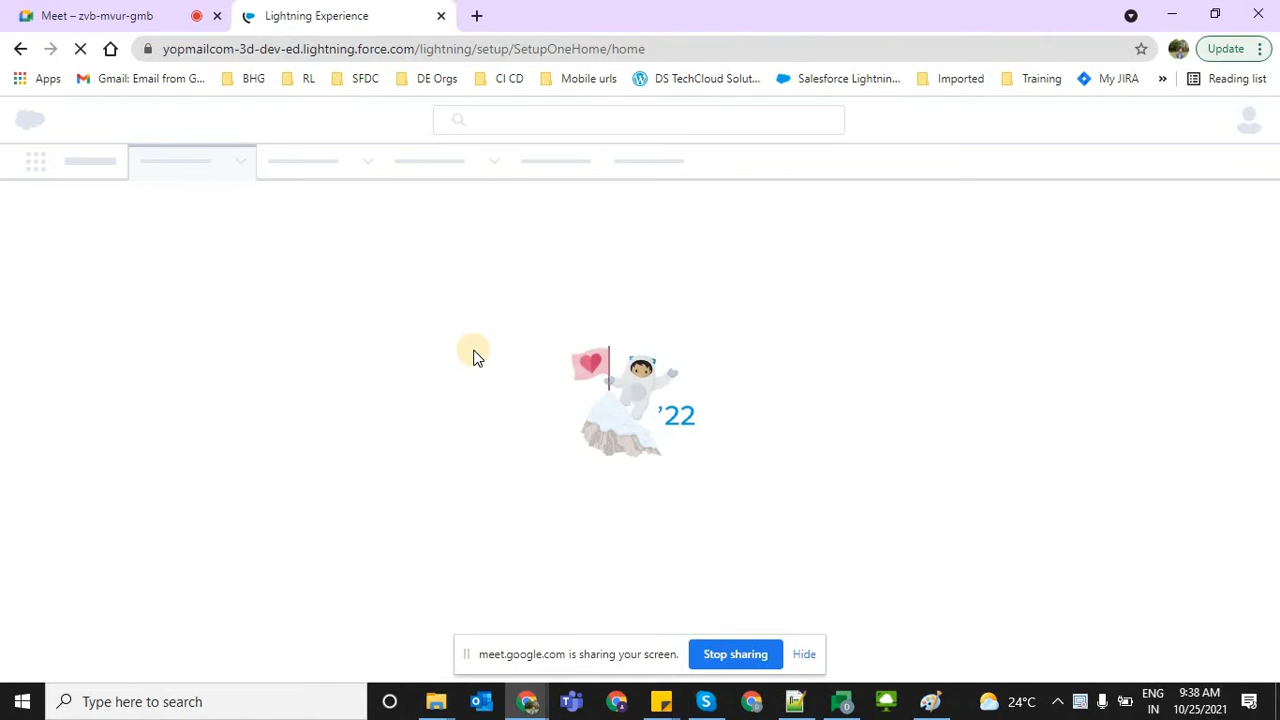 Meet – zvb-mvur-gmb
Lightning Experience
yopmailcom-3d-dev-ed.lightning.force.com/lightning/setup/SetupOneHome/home
Update
Apps
Gmail: Email from G...
BHG
RL
SFDC
DE Orgs
CI CD
Mobile urls
DS TechCloud Solut...
Salesforce Lightnin...
Imported
Training
My JIRA
»
Reading list
’22
meet.google.com is sharing your screen.
Stop sharing
Hide
Type here to search
24°C
ENG
IN
9:38 AM
10/25/2021